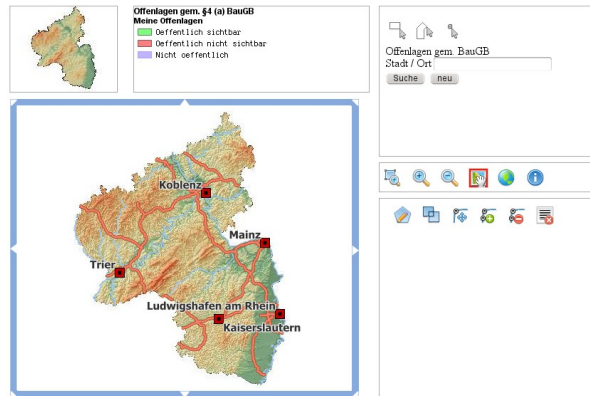 Offenlagen gem. §4 (a) BauGB
Meine Offenlagen
Oeffentlich sichtbar
Oeffentlich nicht sichtbar
Nicht oeffentlich
Offenlagen gem. BauGB
Stadt / Ort
Suche neu
Koblenz
Mainz
Trier
Ludwigshafen am Rhein
Kaiserslautern